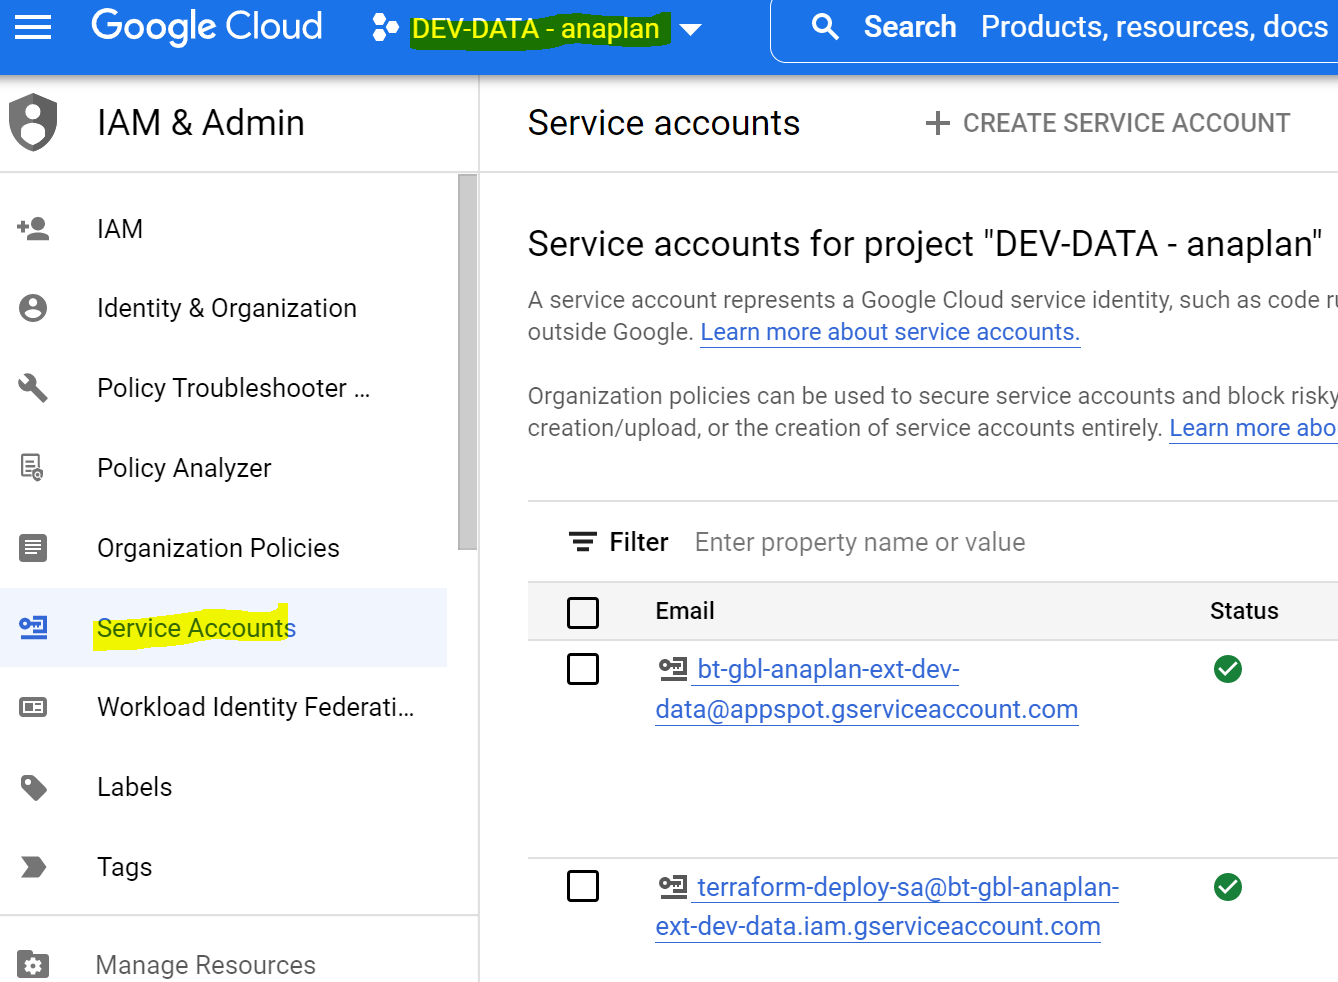 Google Cloud
DEV-DATA - anaplan
Search Products, resources, docs
IAM & Admin
IAM
Identity & Organization
Policy Troubleshooter ...
Policy Analyzer
Organization Policies
Service Accounts
Workload Identity Federati...
Labels
Tags
Manage Resources
Service accounts
+ CREATE SERVICE ACCOUNT
Service accounts for project "DEV-DATA - anaplan"
A service account represents a Google Cloud service identity, such as code
outside Google. Learn more about service accounts.
Organization policies can be used to secure service accounts and block risky
creation/upload, or the creation of service accounts entirely. Learn more abo
Filter Enter property name or value
Email Status
bt-gbl-anaplan-ext-dev-
data@appspot.gserviceaccount.com
terraform-deploy-sa@bt-gbl-anaplan-
ext-dev-data.iam.gserviceaccount.com